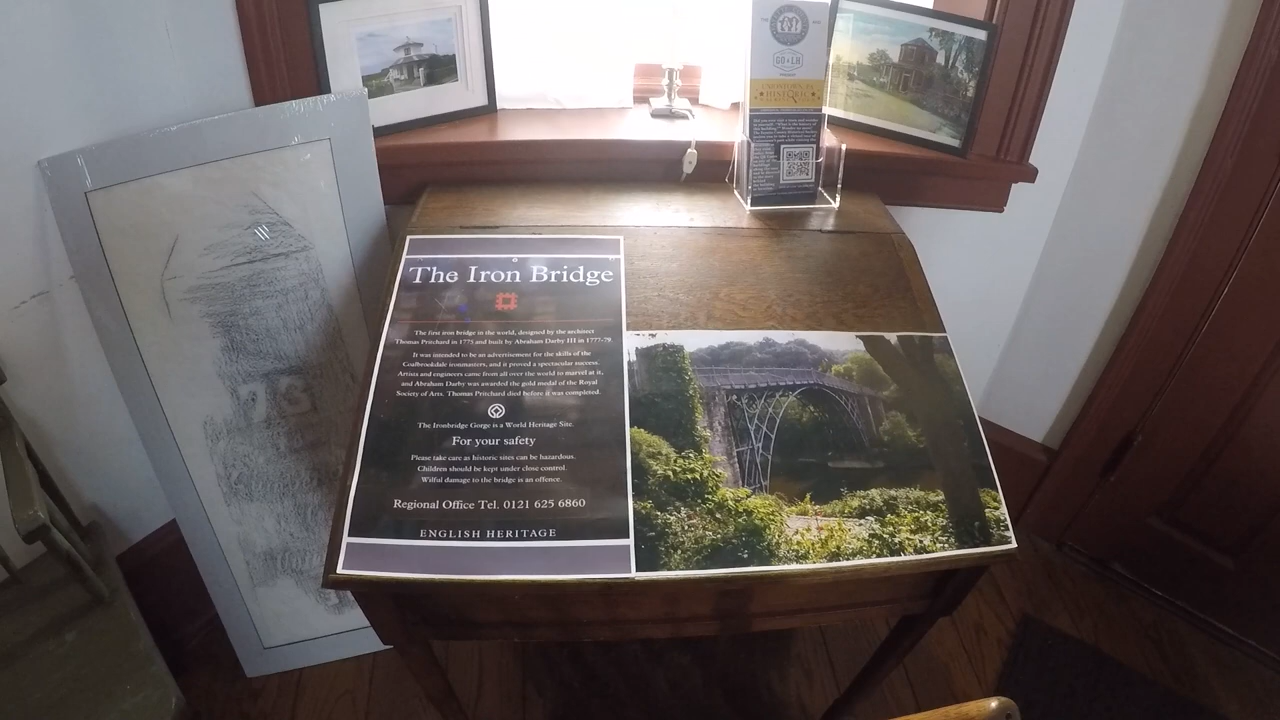 GO▲LH
HISTORIC
The Iron Bridge
The first iron bridge in the world, designed by the architect
Thomas Pritchard in 1775 and built by Abraham Darby III in 1777-79.
It was intended to be an advertisement for the skills of the
Coalbrookdale ironmasters, and it proved a spectacular success.
Artists and engineers came from all over the world to marvel at it,
and Abraham Darby was awarded the gold medal of the Royal
Society of Arts. Thomas Pritchard died before it was completed.
The Ironbridge Gorge is a World Heritage Site.
For your safety
Please take care as historic sites can be hazardous.
Children should be kept under close control.
Wilful damage to the bridge is an offence.
Regional Office Tel. 0121 625 6860
ENGLISH HERITAGE